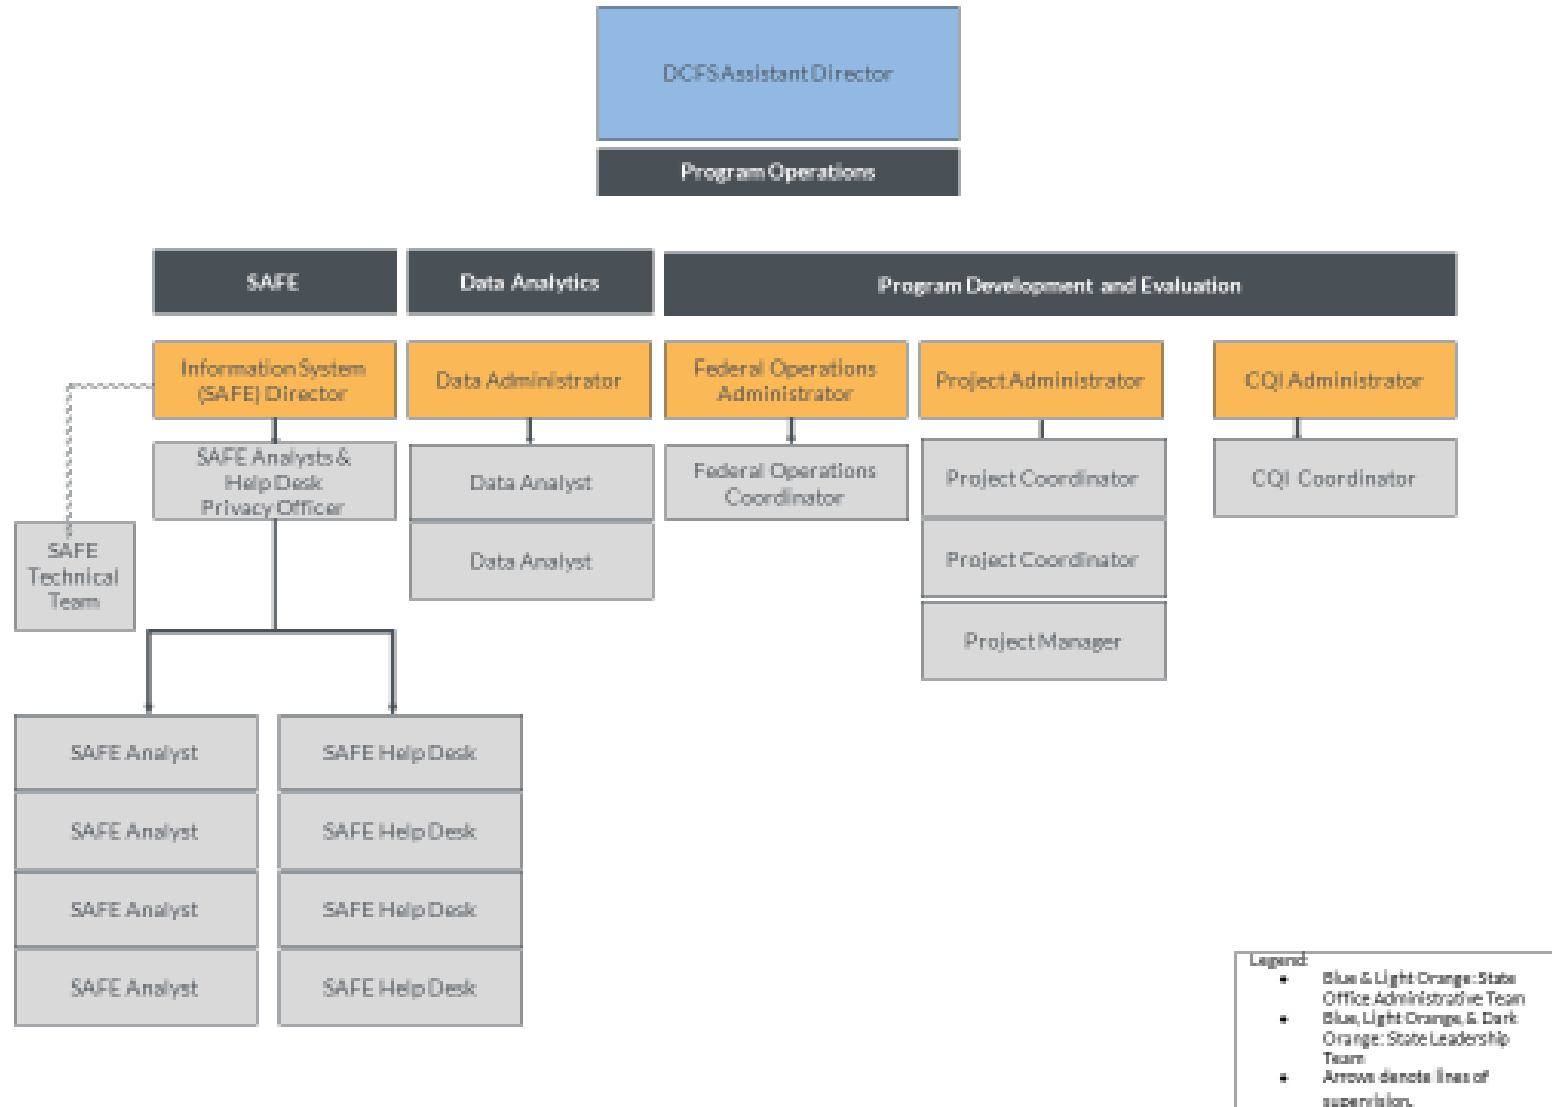 DCFS Assistant Director
Program Operations
SAFE
Data Analytics
Program Development and Evaluation
Information System
(SAFE) Director
Data Administrator
Federal Operations
Administrator
Project Administrator
CQI Administrator
SAFE Analysts &
Help Desk
Privacy Officer
Data Analyst
Federal Operations
Coordinator
Project Coordinator
CQI Coordinator
SAFE
Technical
Team
Data Analyst
Project Coordinator
Project Manager
SAFE Analyst
SAFE Help Desk
SAFE Analyst
SAFE Help Desk
SAFE Analyst
SAFE Help Desk
SAFE Analyst
SAFE Help Desk
Legend:
• Blue & Light Orange: State
Office Administrative Team
• Blue, Light Orange, & Dark
Orange: State Leadership
Team
• Arrows denote lines of
supervision.